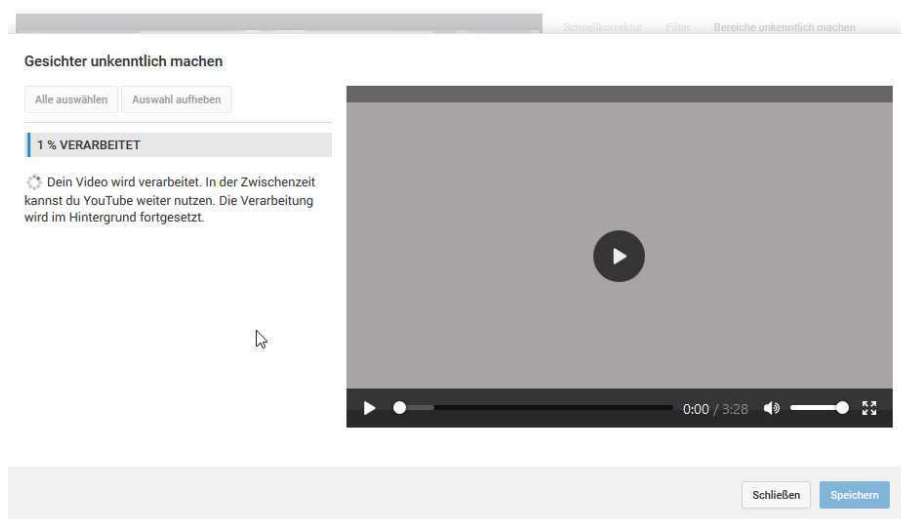 Schnellkorrektur Filter Bereiche unkenntlich machen
Gesichter unkenntlich machen
Alle auswählen Auswahl aufheben
1 % VERARBEITET
Dein Video wird verarbeitet. In der Zwischenzeit
kannst du YouTube weiter nutzen. Die Verarbeitung
wird im Hintergrund fortgesetzt.
0:00 / 3:28
Schließen Speichern